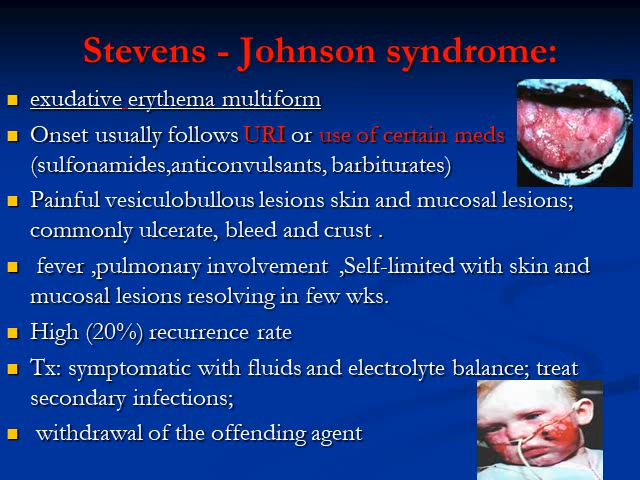 Stevens - Johnson syndrome:
exudative erythema multiform
Onset usually follows URI or use of certain meds
(sulfonamides,anticonvulsants, barbiturates)
Painful vesiculobullous lesions skin and mucosal lesions;
commonly ulcerate, bleed and crust .
fever ,pulmonary involvement ,Self-limited with skin and
mucosal lesions resolving in few wks.
High (20%) recurrence rate
Tx: symptomatic with fluids and electrolyte balance; treat
secondary infections;
withdrawal of the offending agent